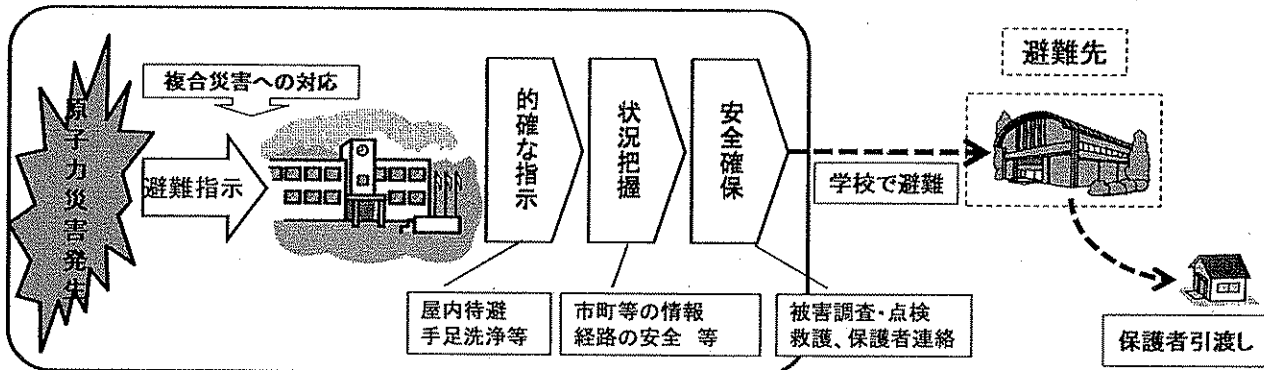 原子力災害発生
複合災害への対応
避難指示
的確な指示
状況把握
安全確保
屋内待避
手足洗浄等
市町等の情報
経路の安全 等
被害調査・点検
救護、保護者連絡
学校で避難
避難先
保護者引渡し